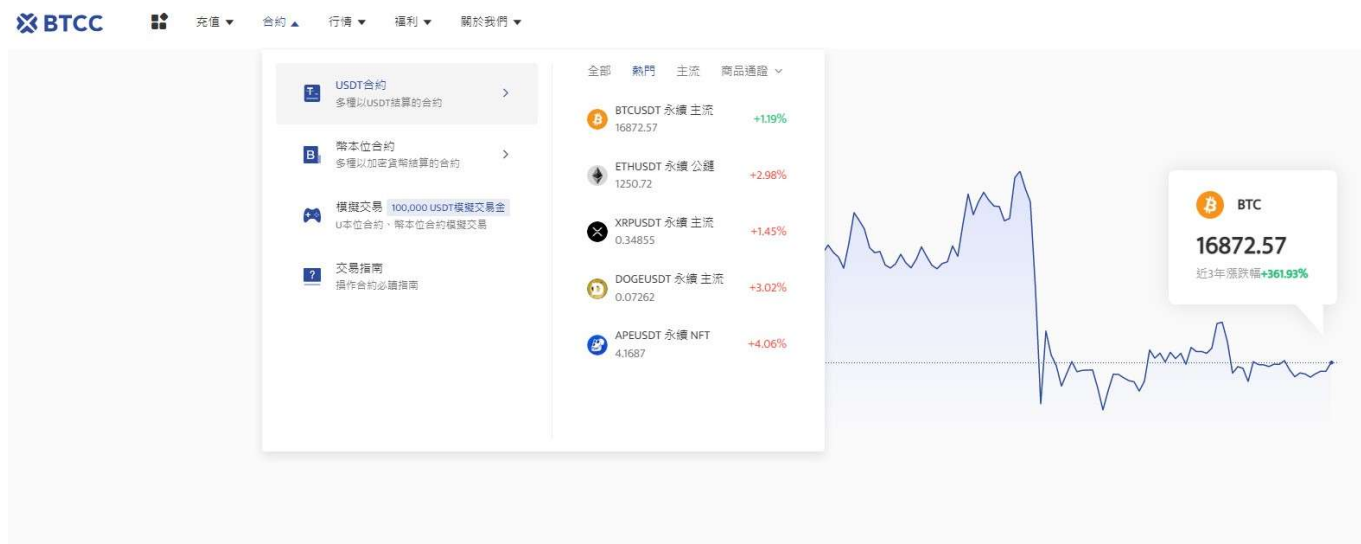 BTCC
充值 ▼ 合約 ▲ 行情 ▼ 福利 ▼ 關於我們 ▼
USDT合約
多種以USDT結算的合約
幣本位合約
多種以加密貨幣結算的合約
模擬交易 100,000 USDT模擬交易金
U本位合約、幣本位合約模擬交易
交易指南
操作合約必讀指南
全部 熱門 主流 商品通證
BTCUSDT 永續 主流
16872.57
+1.19%
ETHUSDT 永續 公鏈
1250.72
+2.98%
XRPUSDT 永續 主流
0.34855
+1.45%
DOGEUSDT 永續 主流
0.07262
+3.02%
APEUSDT 永續 NFT
4.1687
+4.06%
BTC
16872.57
近3年漲跌幅+361.93%